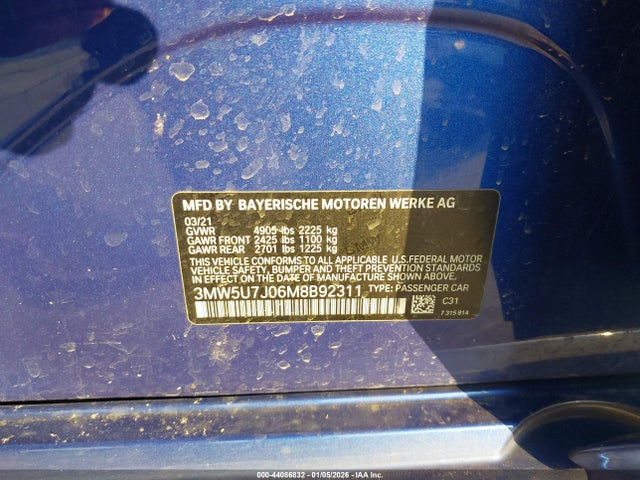 MFD BY BAYERISCHE MOTOREN WERKE AG
03/21
GVWR 4905 lbs 2225 kg
GAWR FRONT 2425 lbs 1100 kg
GAWR REAR 2701 lbs 1225 kg
THIS VEHICLE CONFORMS TO ALL APPLICABLE U.S.FEDERAL MOTOR
VEHICLE SAFETY, BUMPER, AND THEFT PREVENTION STANDARDS
IN EFFECT ON THE DATE OF MANUFACTURE SHOWN ABOVE.
3MW5U7J06M8B92311 TYPE: PASSENGER CAR
C31
7 315 814
000-44086832 - 01/05/2026 - IAA Inc.